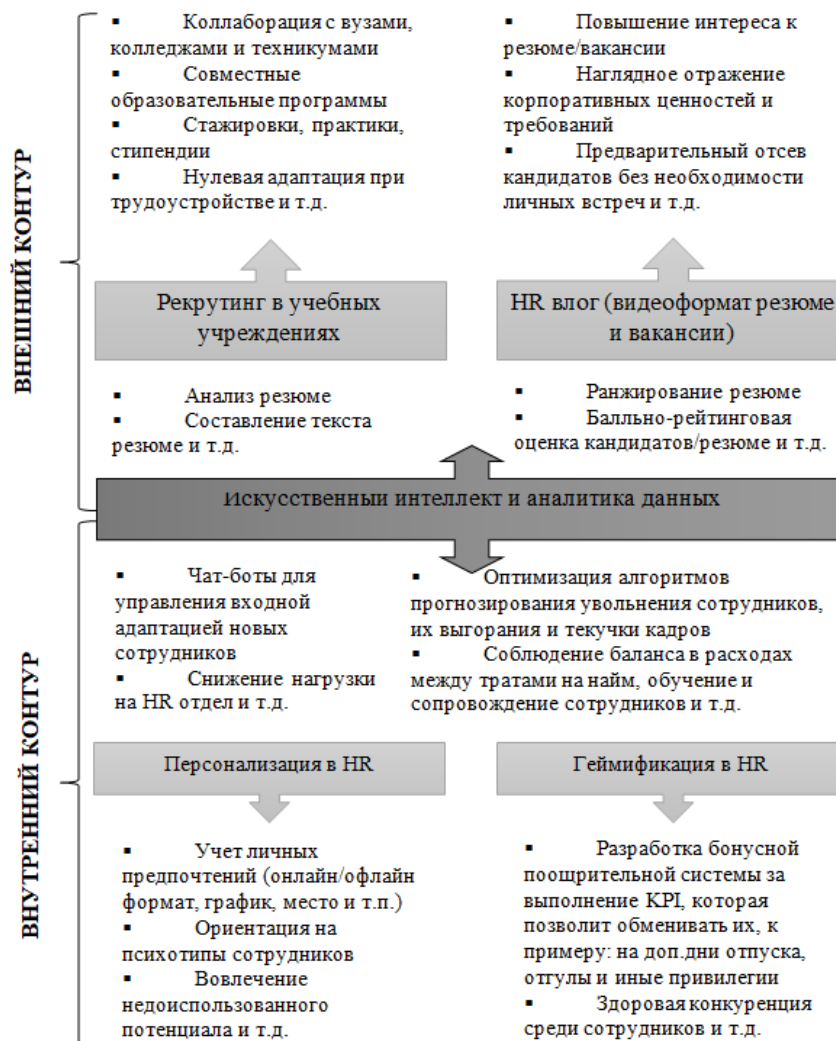 ВНЕШНИЙ КОНТУР
▪ Коллаборация с вузами,
колледжами и техникумами
▪ Совместные
образовательные программы
▪ Стажировки, практики,
стипендии
▪ Нулевая адаптация при
трудоустройстве и т.д.
▪ Повышение интереса к
резюме/вакансии
▪ Наглядное отражение
корпоративных ценностей и
требований
▪ Предварительный отсев
кандидатов без необходимости
личных встреч и т.д.
Рекрутинг в учебных
учреждениях
HR влог (видеоформат резюме
и вакансии)
▪ Анализ резюме
▪ Составление текста
резюме и т.д.
▪ Ранжирование резюме
▪ Балльно-рейтинговая
оценка кандидатов/резюме и т.д.
Искусственный интеллект и аналитика данных
ВНУТРЕННИЙ КОНТУР
▪ Чат-боты для
управления входной
адаптацией новых
сотрудников
▪ Снижение нагрузки
на HR отдел и т.д.
▪ Оптимизация алгоритмов
прогнозирования увольнения сотрудников,
их выгорания и текучки кадров
▪ Соблюдение баланса в расходах
между тратами на найм, обучение и
сопровождение сотрудников и т.д.
Персонализация в HR
Геймификация в HR
▪ Учет личных
предпочтений (онлайн/офлайн
формат, график, место и т.п.)
▪ Ориентация на
психотипы сотрудников
▪ Вовлечение
недоиспользованного
потенциала и т.д.
▪ Разработка бонусной
поощрительной системы за
выполнение KPI, которая
позволит обменивать их, к
примеру: на доп.дни отпуска,
отгулы и иные привилегии
▪ Здоровая конкуренция
среди сотрудников и т.д.